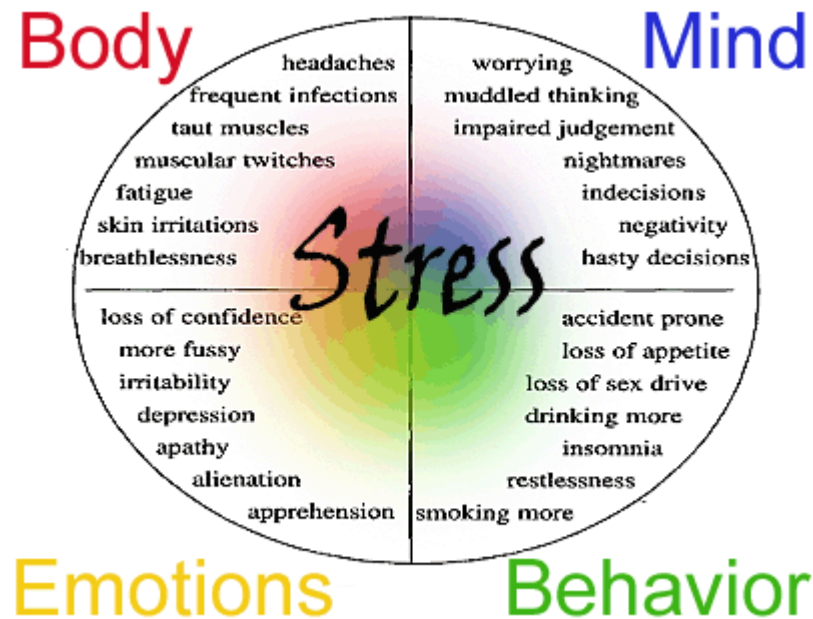 Body
Mind
headaches
frequent infections
taut muscles
muscular twitches
fatigue
skin irritations
breathlessness
worrying
muddled thinking
impaired judgement
nightmares
indecisions
negativity
hasty decisions
Stress
loss of confidence
more fussy
irritability
depression
apathy
alienation
apprehension
accident prone
loss of appetite
loss of sex drive
drinking more
insomnia
restlessness
smoking more
Emotions
Behavior